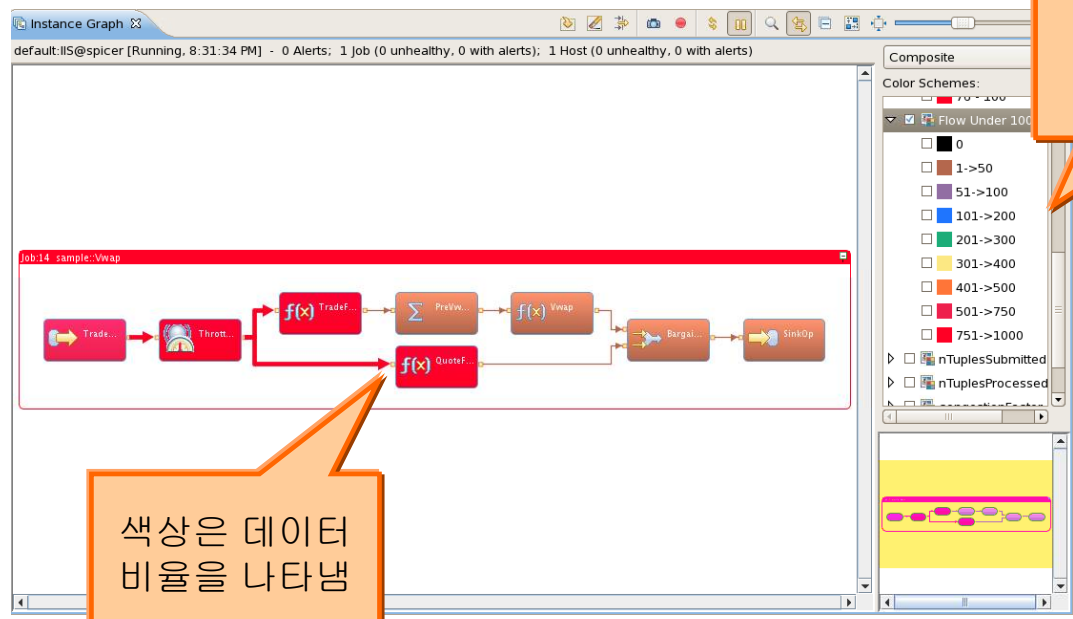 Instance Graph
default:IIS@spicer [Running, 8:31:34 PM] - 0 Alerts; 1 Job (0 unhealthy, 0 with alerts); 1 Host (0 unhealthy, 0 with alerts)
Composite
Color Schemes:
76 - 100
Flow Under 100
0
1->50
51->100
101->200
201->300
301->400
401->500
501->750
751->1000
nTuplesSubmitted
nTuplesProcessed
congestionFactor
Job:14 sample::Vwap
Trade...
Thrott...
f(x) TradeF...
Σ PreVw...
f(x) Vwap
f(x) QuoteF...
Bargai...
SinkOp
색상은 데이터
비율을 나타냄